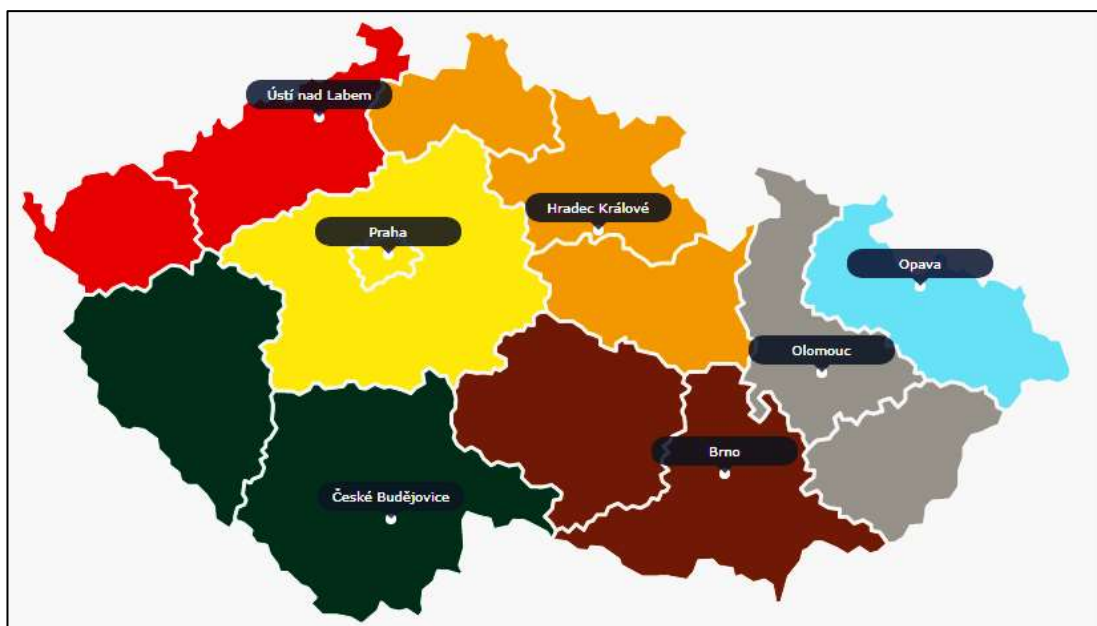 Ústí nad Labem
Hradec Králové
Praha
Opava
Olomouc
Brno
České Budějovice